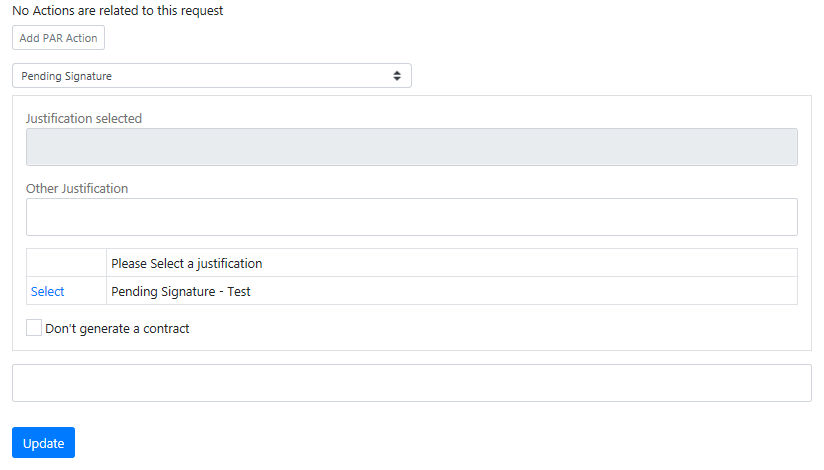 No Actions are related to this request
Add PAR Action
Pending Signature
Justification selected
Other Justification
Please Select a justification
Select Pending Signature - Test
Don't generate a contract
Update